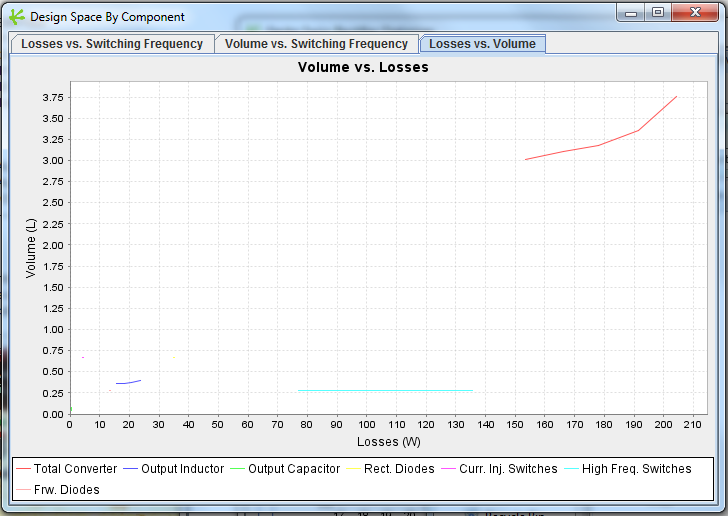 Design Space By Component
Losses vs. Switching Frequency Volume vs. Switching Frequency Losses vs. Volume
Volume vs. Losses
3.75
3.50
3.25
3.00
2.75
2.50
2.25
2.00
1.75
1.50
1.25
1.00
0.75
0.50
0.25
0.00
Volume (L)
0 10 20 30 40 50 60 70 80 90 100 110 120 130 140 150 160 170 180 190 200 210
Losses (W)
Total Converter Output Inductor Output Capacitor Rect. Diodes Curr. Inj. Switches High Freq. Switches
Frw. Diodes